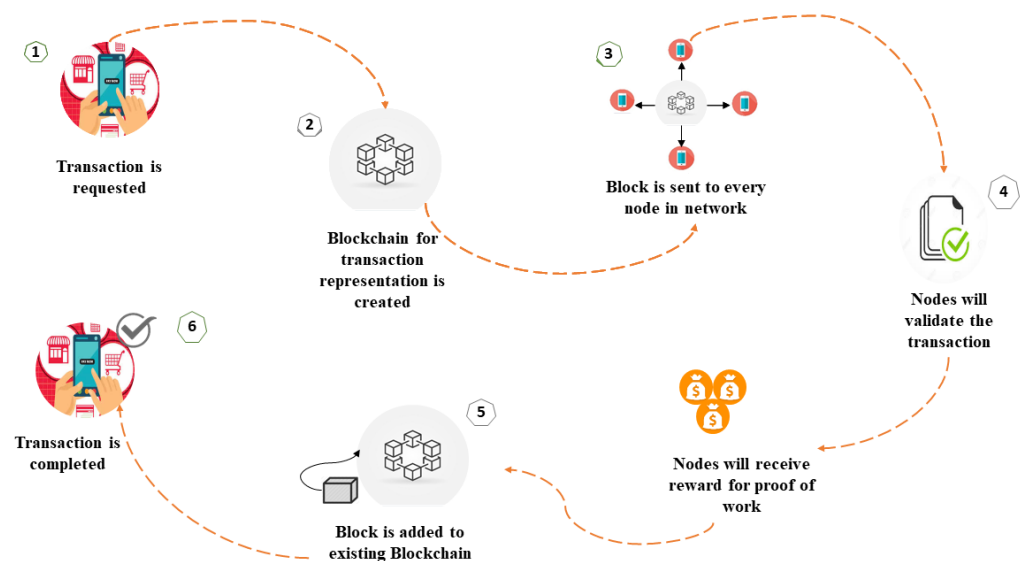 1
Transaction is
requested
2
Blockchain for
transaction
representation is
created
3
Block is sent to every
node in network
4
Nodes will
validate the
transaction
$ $
$
Nodes will receive
reward for proof of
work
5
Block is added to
existing Blockchain
6
Transaction is
completed